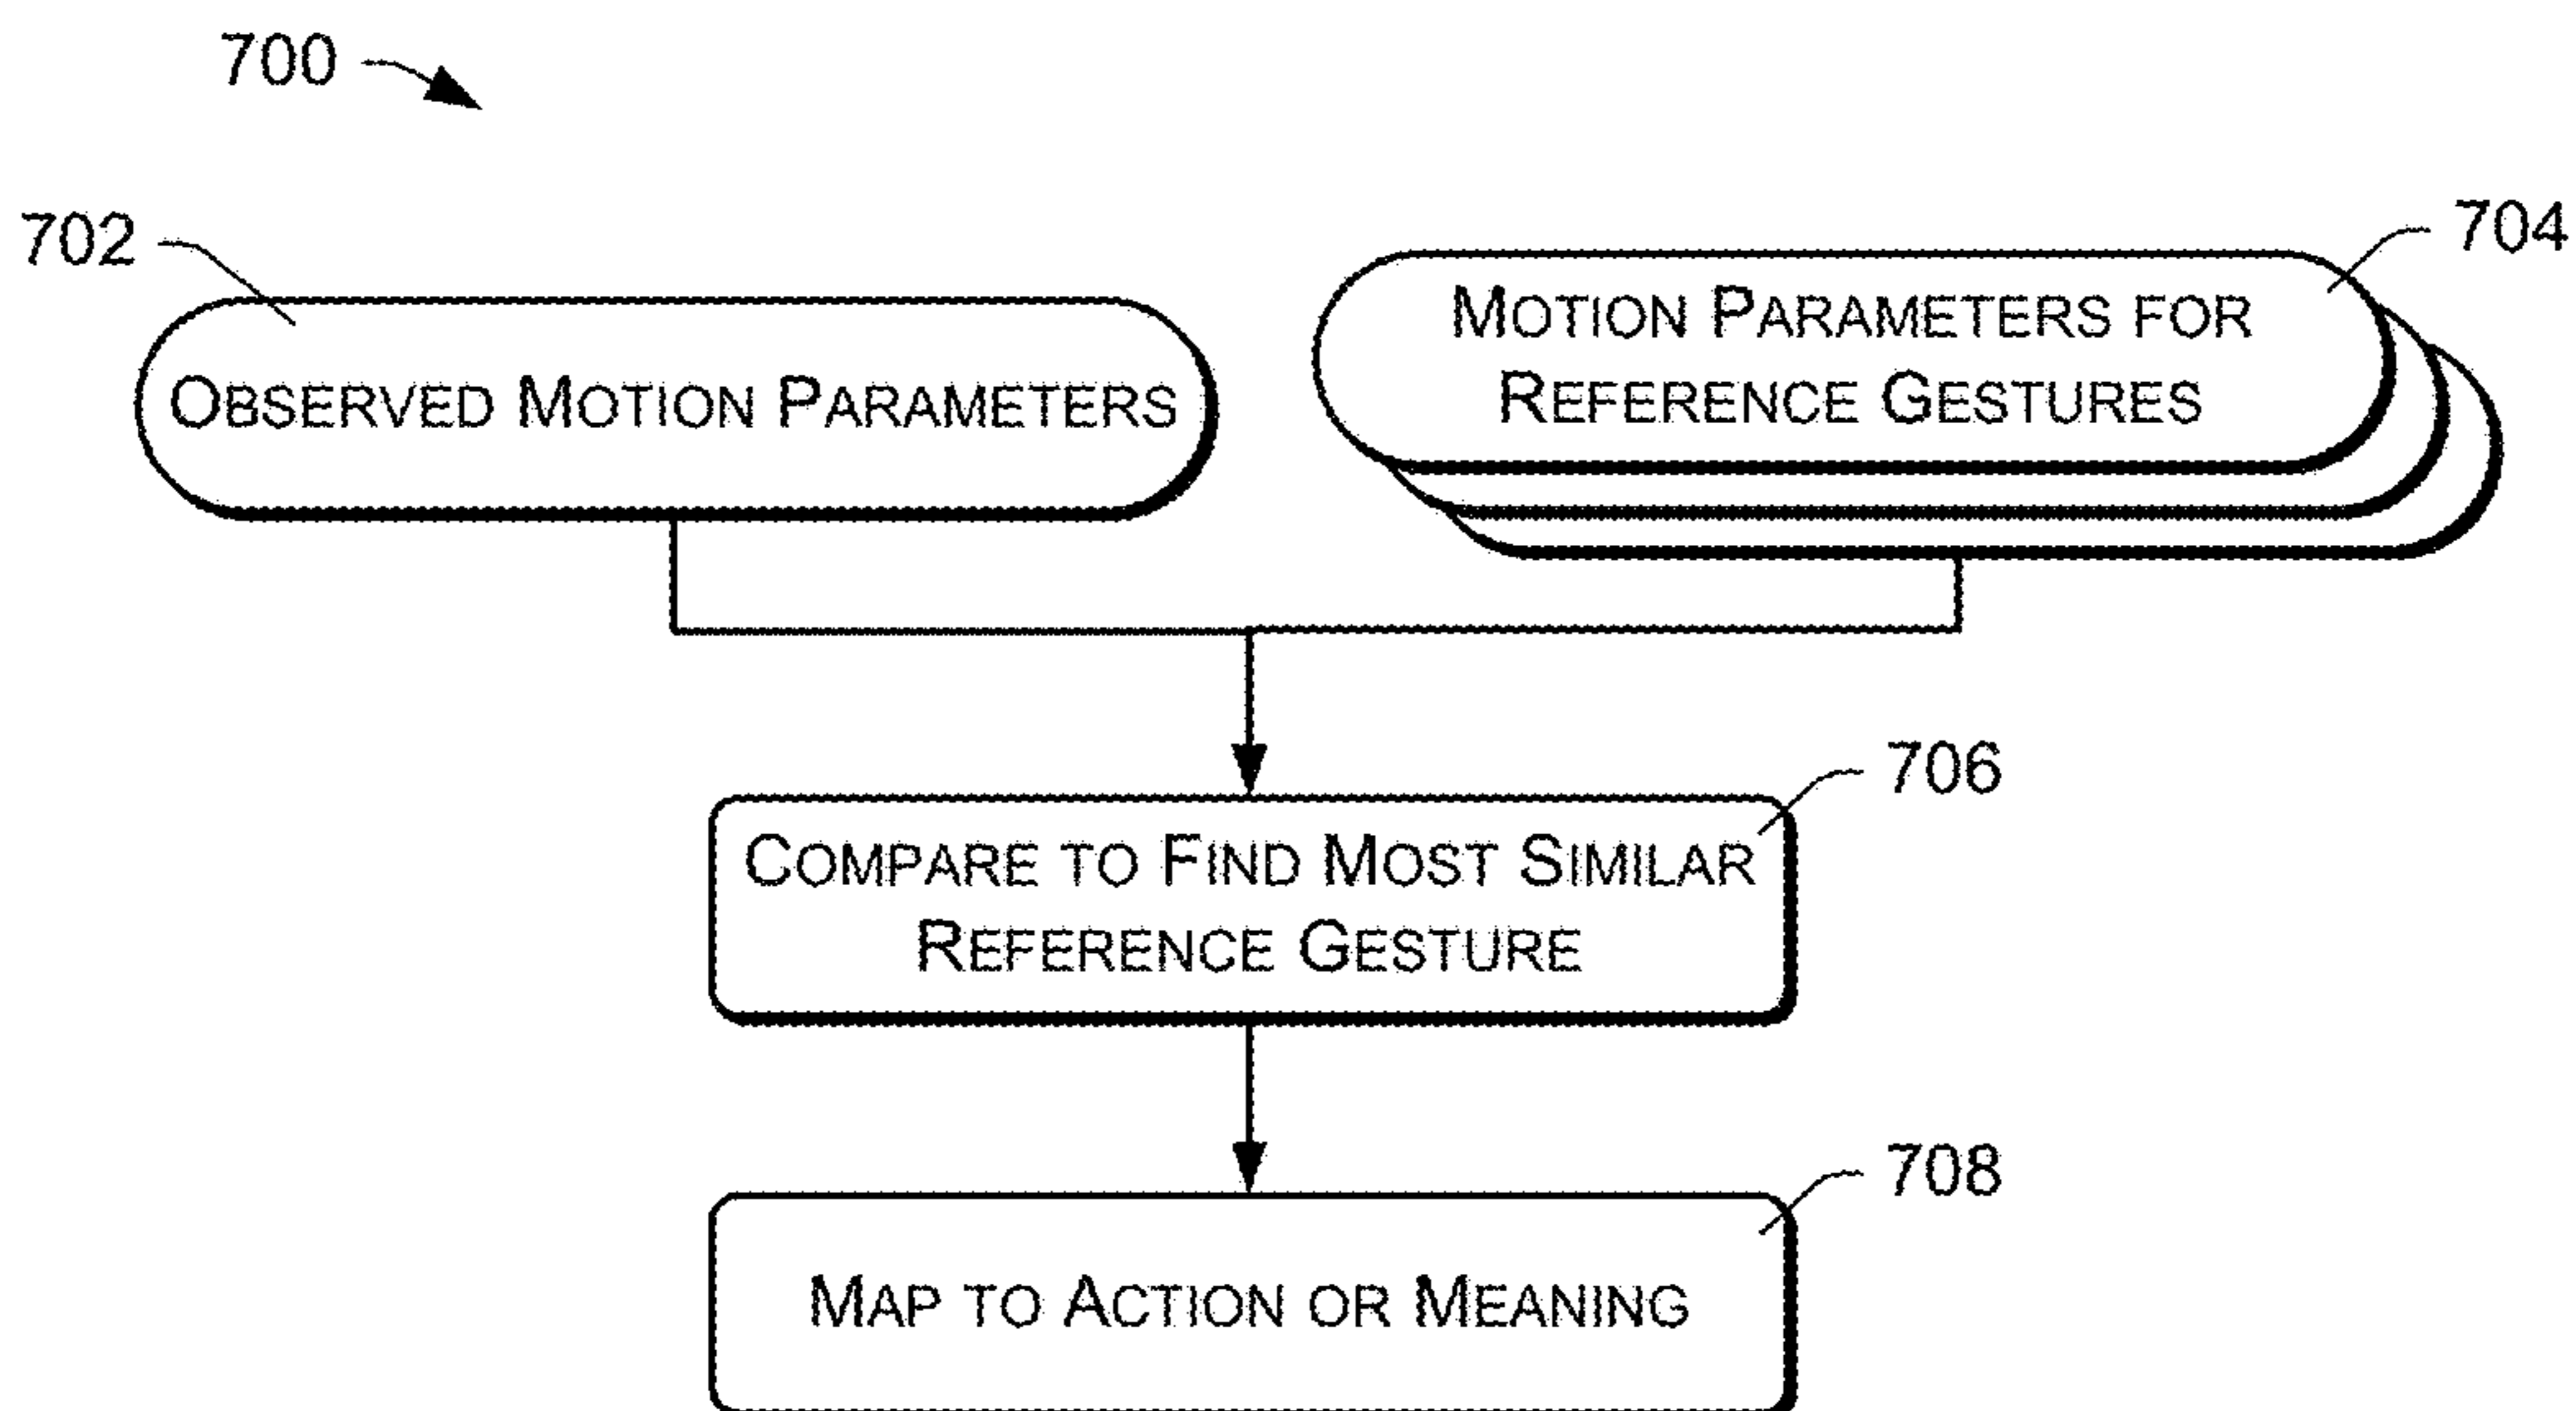 700
702
704
OBSERVED MOTION PARAMETERS
MOTION PARAMETERS FOR
REFERENCE GESTURES
706
COMPARE TO FIND MOST SIMILAR
REFERENCE GESTURE
708
MAP TO ACTION OR MEANING